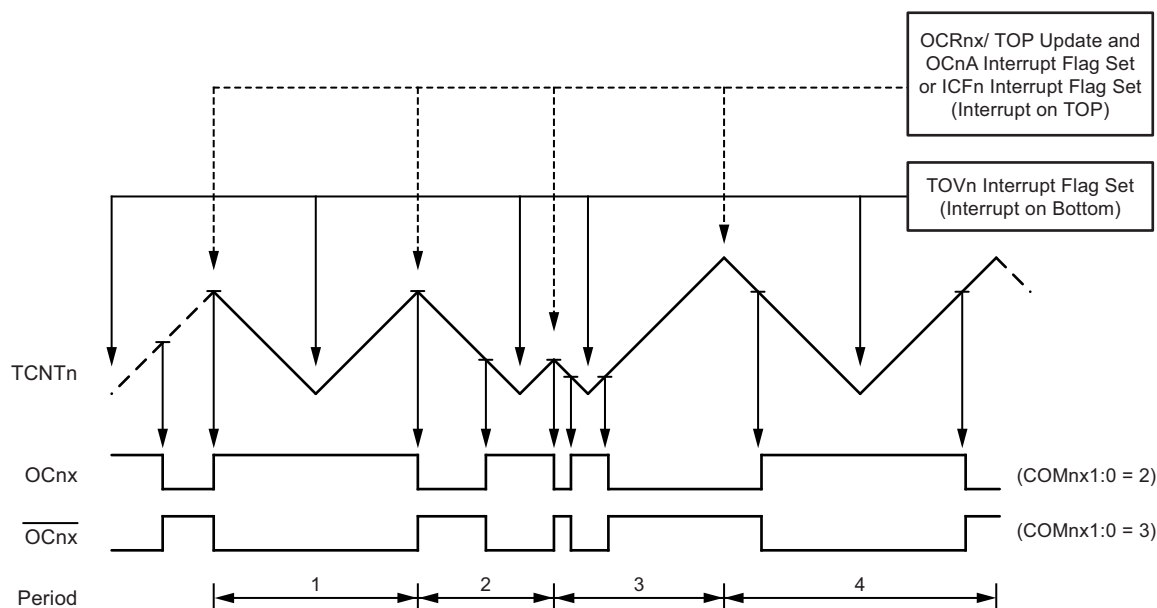 OCRnx/ TOP Update and
OCnA Interrupt Flag Set
or ICFn Interrupt Flag Set
(Interrupt on TOP)
TOVn Interrupt Flag Set
(Interrupt on Bottom)
TCNTn
OCnx
(COMnx1:0 = 2)
OCnx
(COMnx1:0 = 3)
Period
1
2
3
4